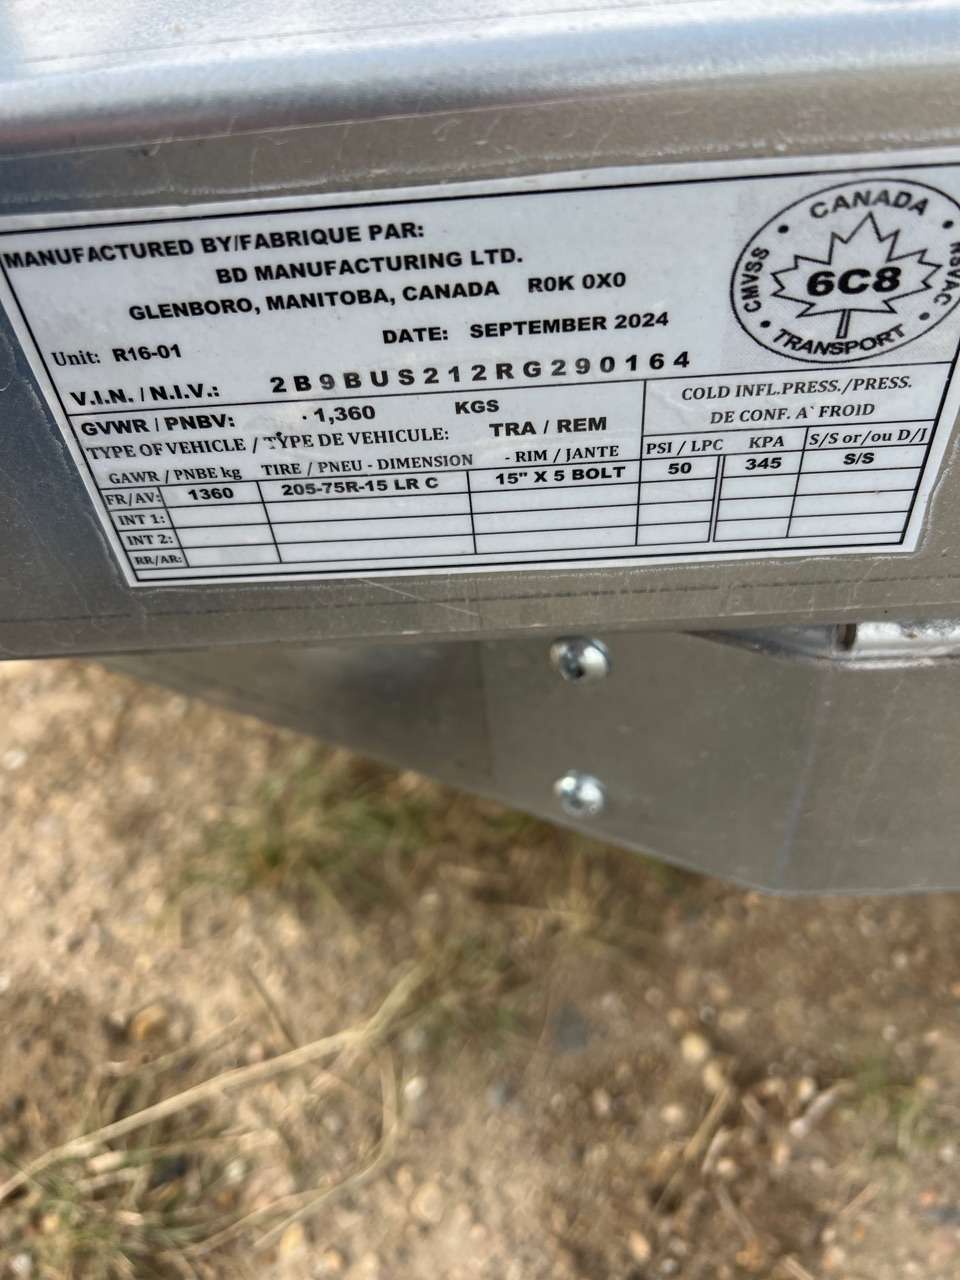 MANUFACTURED BY/FABRIQUE PAR:
BD MANUFACTURING LTD.
GLENBORO, MANITOBA, CANADA R0K 0X0
DATE: SEPTEMBER 2024
Unit: R16-01
V.I.N. / N.I.V.: 2B9BUS212RG290164
GVWR / PNBV: 1,360 KGS
TYPE OF VEHICLE / TYPE DE VEHICULE: TRA / REM
CANADA
CMVSS
6C8
NSVAC
TRANSPORT
COLD INFL.PRESS./PRESS.
DE CONF. A` FROID
GAWR / PNBE kg TIRE / PNEU - DIMENSION - RIM / JANTE PSI / LPC KPA S/S or/ou D/J
FR/AV: 1360 205-75R-15 LR C 15" X 5 BOLT 50 345 S/S
INT 1:
INT 2:
RR/AR: